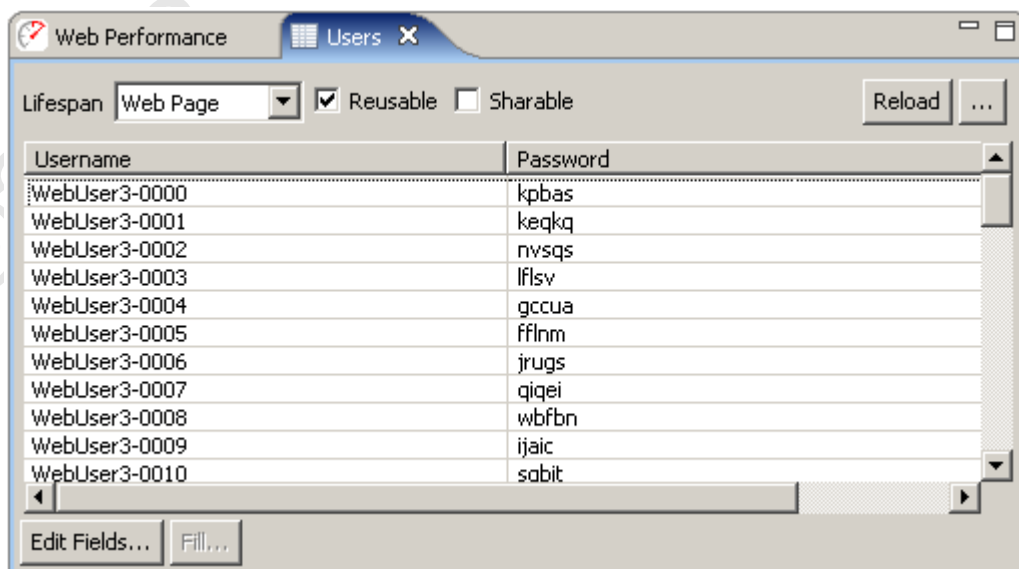 Web Performance Users
Lifespan Web Page Reusable Sharable Reload ...
Username Password
WebUser3-0000 kpbas
WebUser3-0001 keqkq
WebUser3-0002 nvsqs
WebUser3-0003 lflsv
WebUser3-0004 gccua
WebUser3-0005 fflnm
WebUser3-0006 jrugs
WebUser3-0007 qiqei
WebUser3-0008 wbfbn
WebUser3-0009 ijaic
WebUser3-0010 sqbit
Edit Fields... Fill...